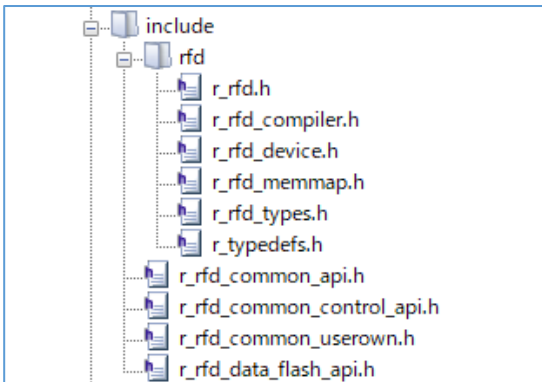 include
rfd
r_rfd.h
r_rfd_compiler.h
r_rfd_device.h
r_rfd_memmap.h
r_rfd_types.h
r_typedefs.h
r_rfd_common_api.h
r_rfd_common_control_api.h
r_rfd_common_userown.h
r_rfd_data_flash_api.h